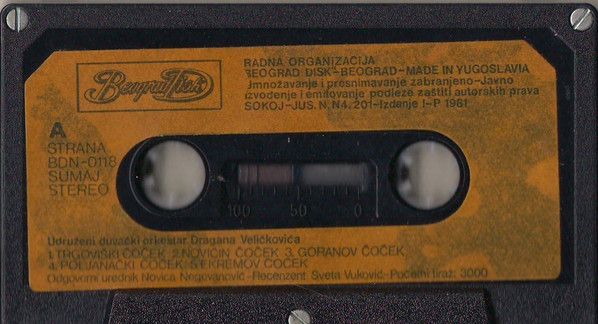 Beograd Disk
RADNA ORGANIZACIJA
BEOGRAD DISK-BEOGRAD-MADE IN YUGOSLAVIA
Umnožavanje i presnimavanje zabranjeno-Javno
izvođenje i emitovanje podleže zaštiti autorskih prava
SOKOJ-JUS. N. N4. 201-Izdanje I-P 1981
A
STRANA
BDN-0118
SUMAJ
STEREO
100 50 0
Udruženi duvački orkestar Dragana Veličkovića
1. TRGOVIŠKI ČOČEK 2. NOVIĆIN ČOČEK 3. GORANOV ČOČEK
4. POLJANAČKI ČOČEK 5. EKREMOV ČOČEK
Odgovorni urednik Novica Negovanović-Recenzent Sveta Vuković-Početni tiraž: 3000